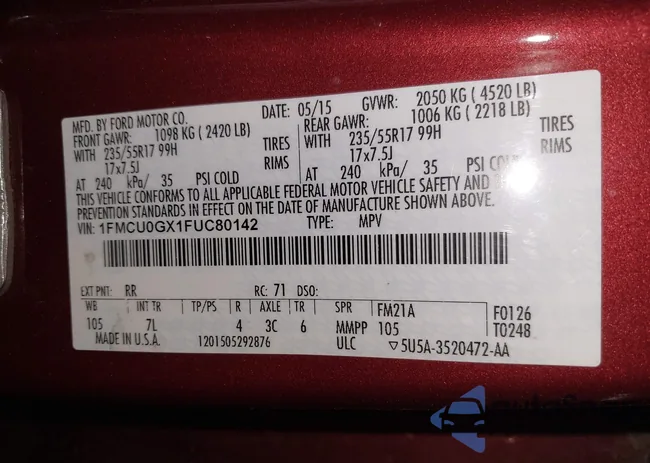 MFD. BY FORD MOTOR CO.
DATE: 05/15 GVWR: 2050 KG (4520 LB)
FRONT GAWR: 1098 KG (2420 LB)
REAR GAWR: 1006 KG (2218 LB)
WITH 235/55R17 99H TIRES
235/55R17 99H TIRES
17x7.5J RIMS
17x7.5J RIMS
AT 240 kPa/ 35 PSI COLD
AT 240 kPa/ 35 PSI COLD
THIS VEHICLE CONFORMS TO ALL APPLICABLE FEDERAL MOTOR VEHICLE SAFETY AND
PREVENTION STANDARDS IN EFFECT ON THE DATE OF MANUFACTURE SHOWN ABOVE.
VIN: 1FMCU0GX1FUC80142 TYPE: MPV
EXT PNT: RR RC: 71 DSO:
WB INT TR TP/PS R AXLE TR SPR FM21A F0126
105 7L 4 3C 6 MMPP 105 T0248
MADE IN U.S.A. 1201505292876 ULC ▽5U5A-3520472-AA